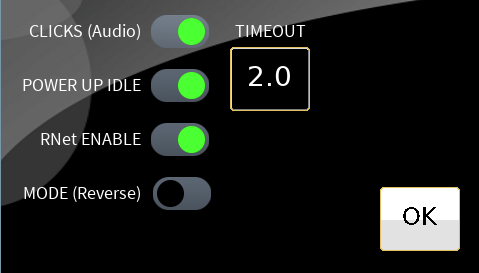 CLICKS (Audio)
TIMEOUT
2.0
POWER UP IDLE
RNet ENABLE
MODE (Reverse)
OK